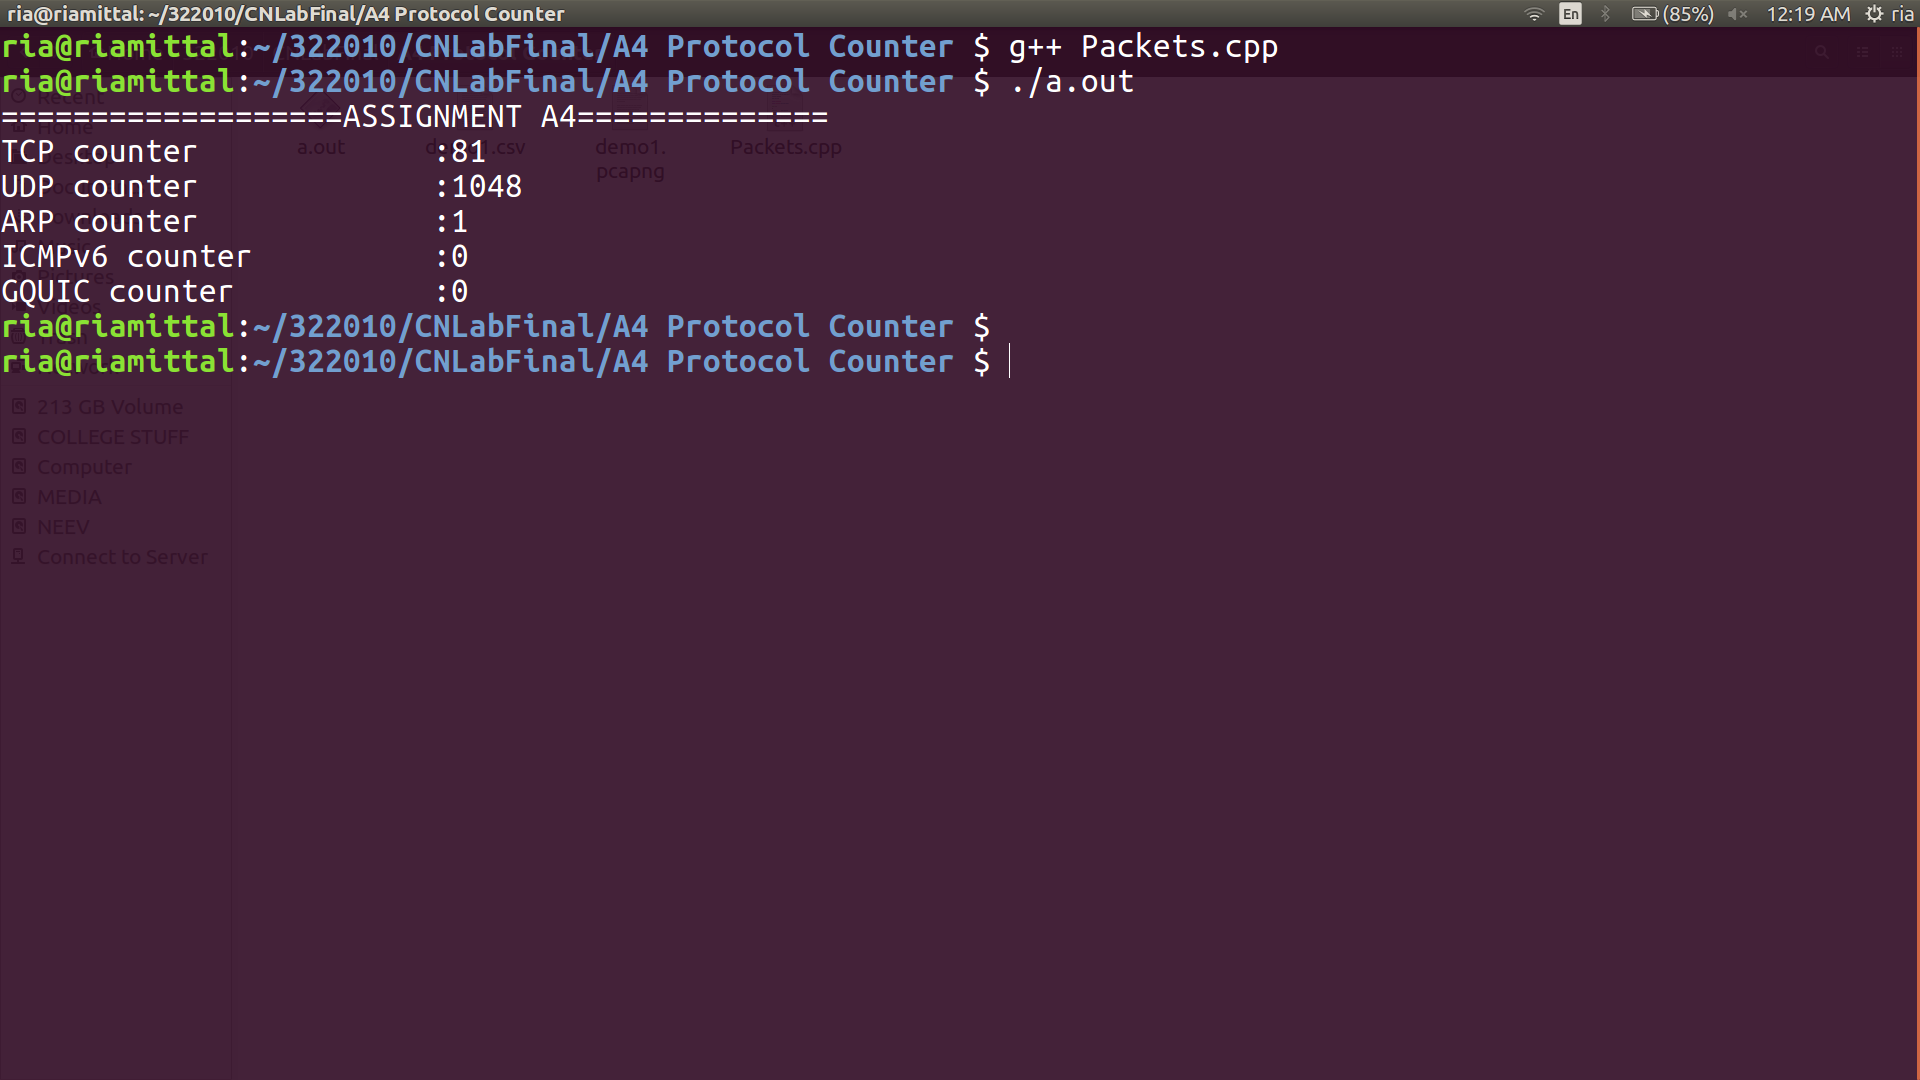 ria@riamittal: ~/322010/CNLabFinal/A4 Protocol Counter
En (85%) 12:19 AM ria
ria@riamittal:~/322010/CNLabFinal/A4 Protocol Counter $ g++ Packets.cpp
ria@riamittal:~/322010/CNLabFinal/A4 Protocol Counter $ ./a.out
===================ASSIGNMENT A4==============
TCP counter :81
UDP counter :1048
ARP counter :1
ICMPv6 counter :0
GQUIC counter :0
ria@riamittal:~/322010/CNLabFinal/A4 Protocol Counter $
ria@riamittal:~/322010/CNLabFinal/A4 Protocol Counter $
Recent
Home
Pictures
Videos
213 GB Volume
COLLEGE STUFF
Computer
MEDIA
NEEV
Connect to Server
a.out
demo1.
pcapng
Packets.cpp